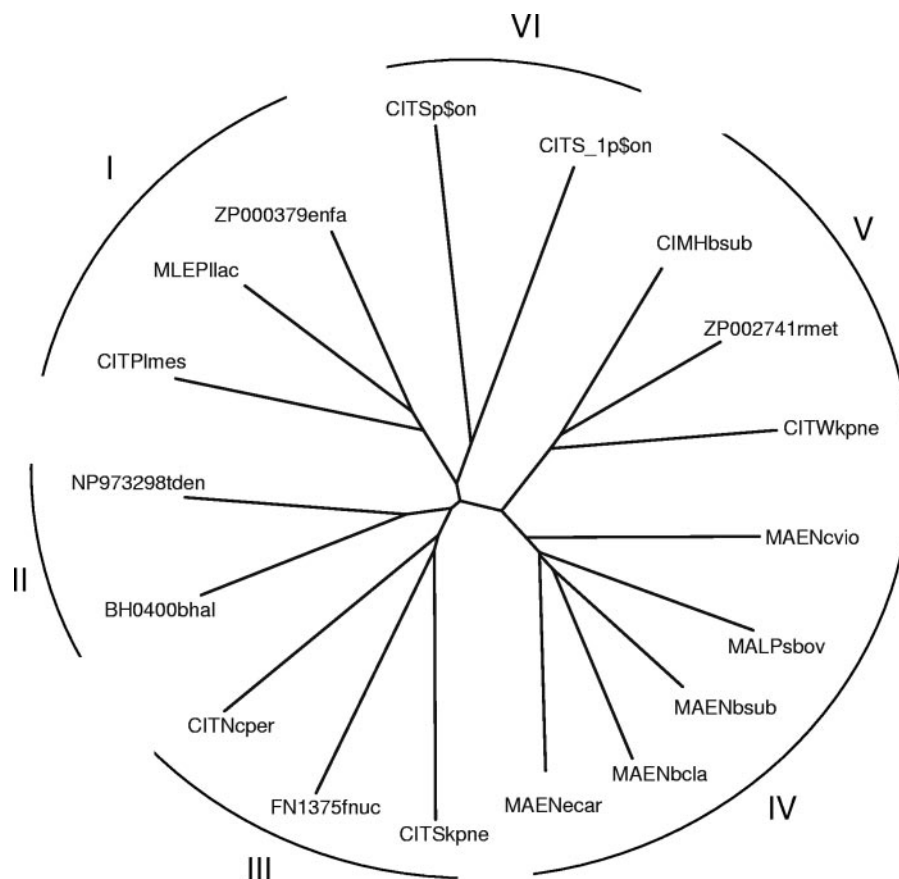 VI
CITSp$on
CITS_1p$on
I
ZP000379enfa
V
CIMHbsub
MLEPllac
ZP002741rmet
CITPlmes
CITWkpne
NP973298tden
MAENcvio
II
BH0400bhal
MALPsbov
MAENbsub
CITNcper
MAENbcla
FN1375fnuc
MAENecar
IV
CITSkpne
III